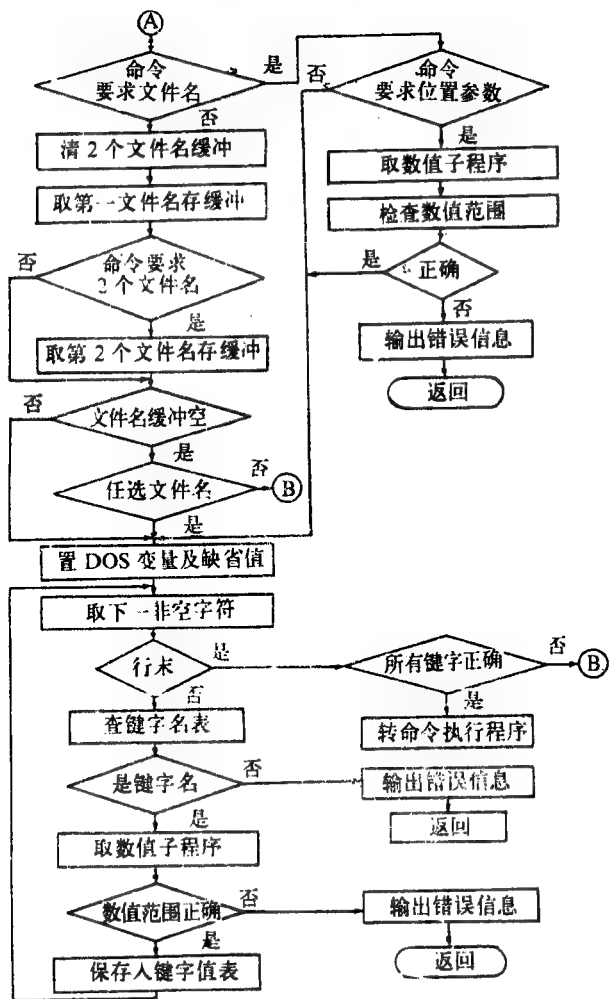 A
命令
要求文件名
是
否
清 2 个文件名缓冲
取第一文件名存缓冲
命令要求
2 个文件名
否
是
取第 2 个文件名存缓冲
否
文件名缓冲空
是
任选文件名
否
B
是
命令
要求位置参数
否
是
取数值子程序
检查数值范围
是
正确
否
输出错误信息
返回
置 DOS 变量及缺省值
取下一非空字符
行末
是
所有键字正确
否
B
是
转命令执行程序
否
查键字名表
是键字名
否
输出错误信息
返回
是
取数值子程序
数值范围正确
否
输出错误信息
返回
是
保存入键字值表